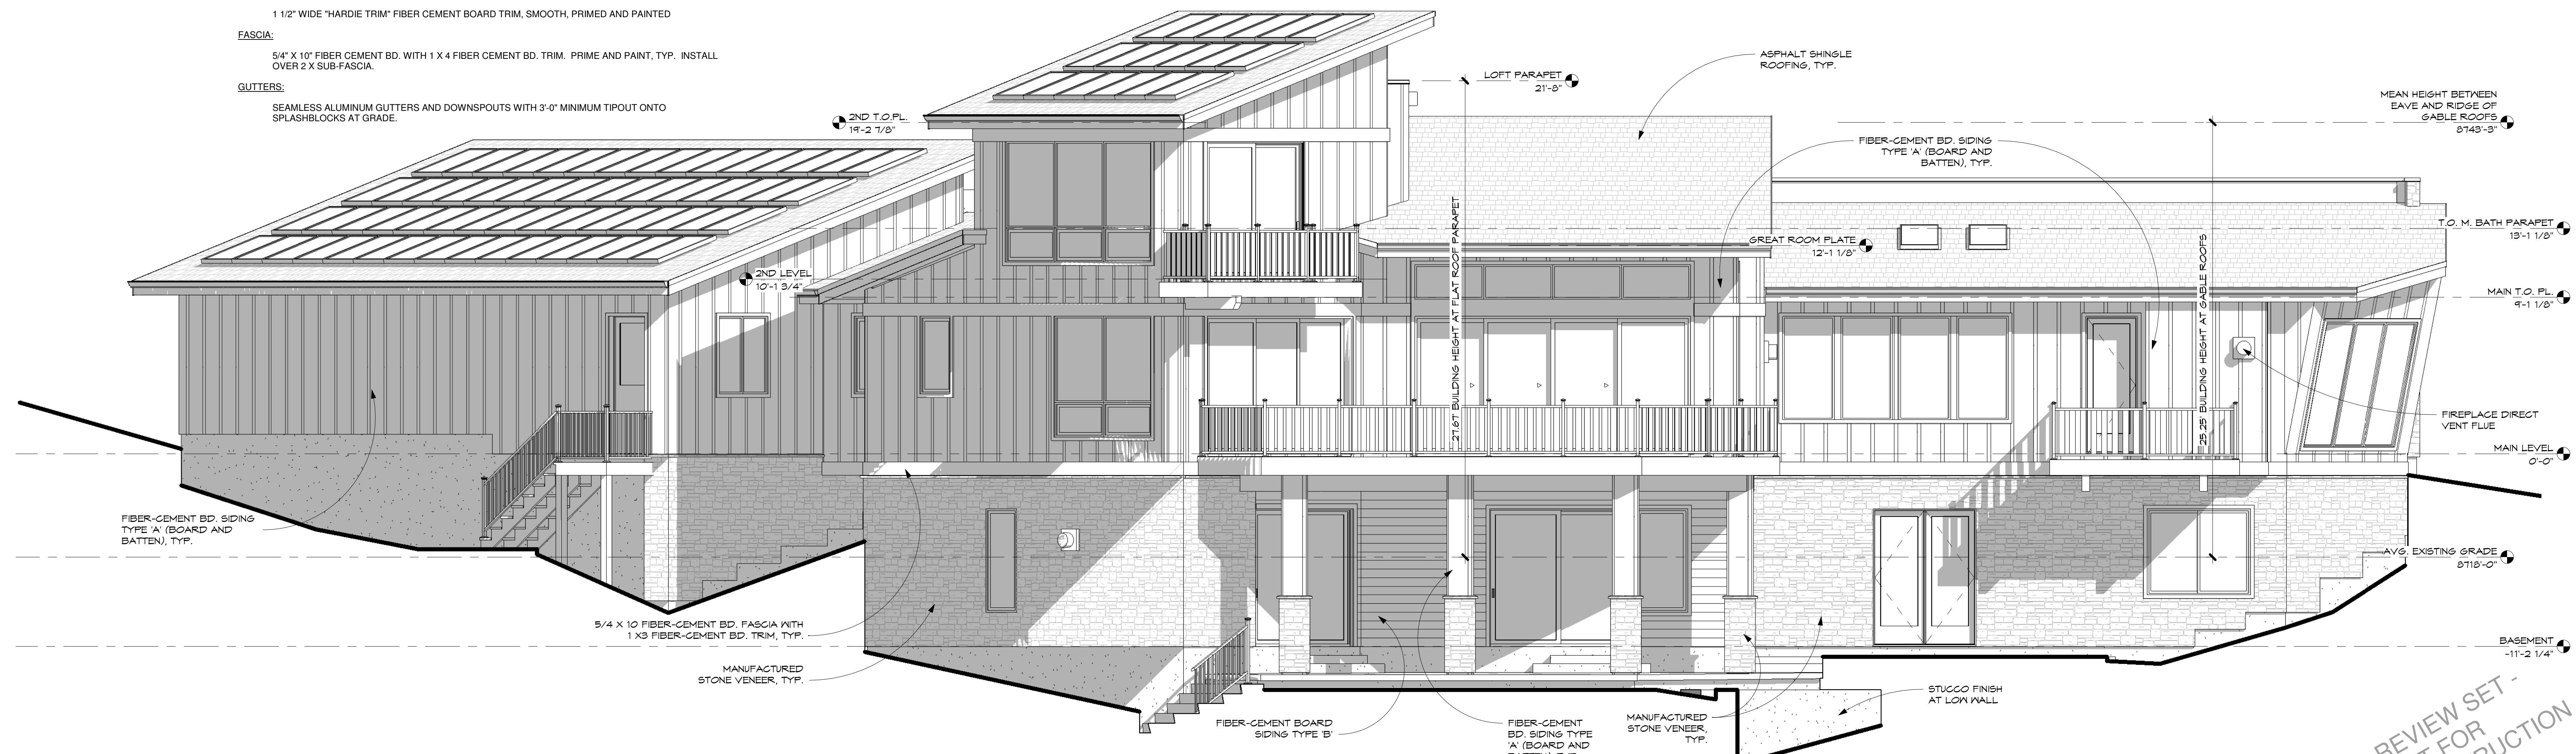 1 1/2" WIDE "HARDIE TRIM" FIBER CEMENT BOARD TRIM, SMOOTH, PRIMED AND PAINTED
FASCIA:
5/4" X 10" FIBER CEMENT BD. WITH 1 X 4 FIBER CEMENT BD. TRIM. PRIME AND PAINT, TYP. INSTALL
OVER 2 X SUB-FASCIA.
GUTTERS:
SEAMLESS ALUMINUM GUTTERS AND DOWNSPOUTS WITH 3'-0" MINIMUM TIPOUT ONTO
SPLASHBLOCKS AT GRADE.
2ND T.O.PL.
19'-2 7/8"
LOFT PARAPET
21'-8"
ASPHALT SHINGLE
ROOFING, TYP.
MEAN HEIGHT BETWEEN
EAVE AND RIDGE OF
GABLE ROOFS
8743'-3"
FIBER-CEMENT BD. SIDING
TYPE 'A' (BOARD AND
BATTEN), TYP.
T.O. M. BATH PARAPET
13'-1 1/8"
GREAT ROOM PLATE
12'-1 1/8"
2ND LEVEL
10'-1 3/4"
MAIN T.O. PL.
9'-1 1/8"
27.67' BUILDING HEIGHT AT FLAT ROOF PARAPET
25.25' BUILDING HEIGHT AT GABLE ROOFS
FIREPLACE DIRECT
VENT FLUE
MAIN LEVEL
0'-0"
FIBER-CEMENT BD. SIDING
TYPE 'A' (BOARD AND
BATTEN), TYP.
AVG. EXISTING GRADE
8718'-0"
5/4 X 10 FIBER-CEMENT BD. FASCIA WITH
1 X3 FIBER-CEMENT BD. TRIM, TYP.
BASEMENT
-11'-2 1/4"
MANUFACTURED
STONE VENEER, TYP.
STUCCO FINISH
AT LOW WALL
FIBER-CEMENT BOARD
SIDING TYPE 'B'
FIBER-CEMENT
BD. SIDING TYPE
'A' (BOARD AND
MANUFACTURED
STONE VENEER,
TYP.
REVIEW SET -
FOR